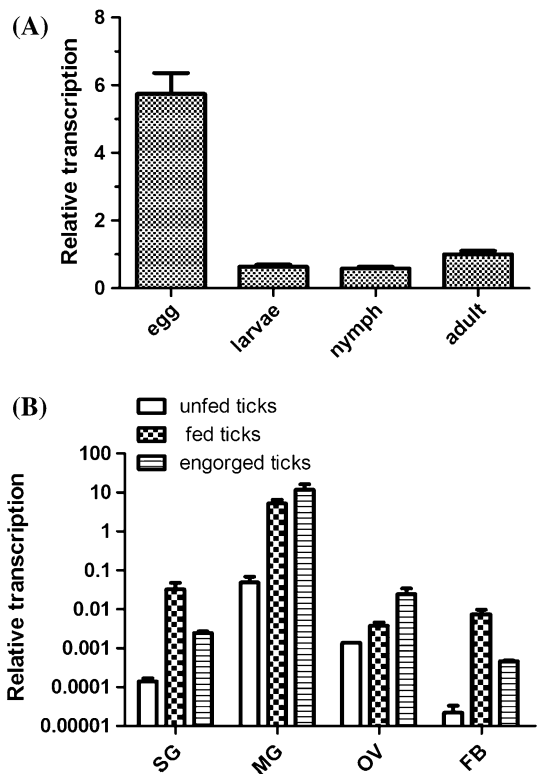 (A)
Relative transcription
8
6
4
2
0
egg
larvae
nymph
adult
(B)
unfed ticks
fed ticks
engorged ticks
Relative transcription
100
10
1
0.1
0.01
0.001
0.0001
0.00001
SG
MG
OV
FB